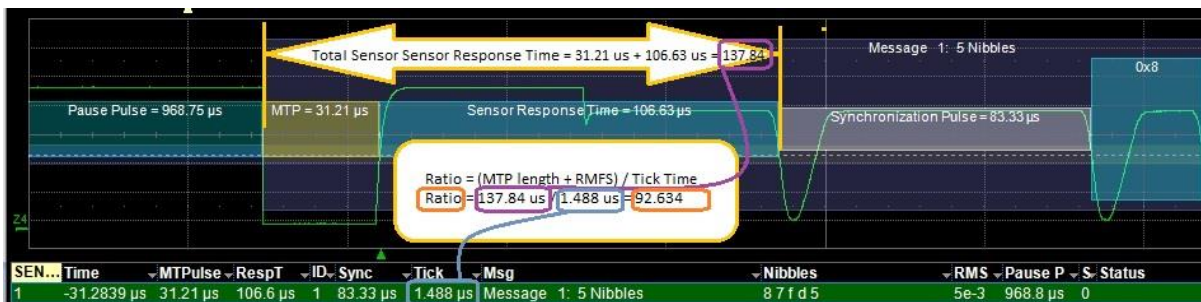 Total Sensor Sensor Response Time = 31.21 us + 106.63 us = 137.84
Message 1: 5 Nibbles
0x8
Pause Pulse = 968.75 µs
MTP = 31.21 µs
Sensor Response Time = 106.63 µs
Synchronization Pulse = 83.33 µs
Ratio = (MTP length + RMFS) / Tick Time
Ratio = 137.84 us / 1.488 us = 92.634
Z4
SEN... Time MTPulse RespT ID Sync Tick Msg Nibbles RMS Pause P S Status
1 -31.2839 µs 31.21 µs 106.6 µs 1 83.33 µs 1.488 µs Message 1: 5 Nibbles 8 7 f d 5 5e-3 968.8 µs 0